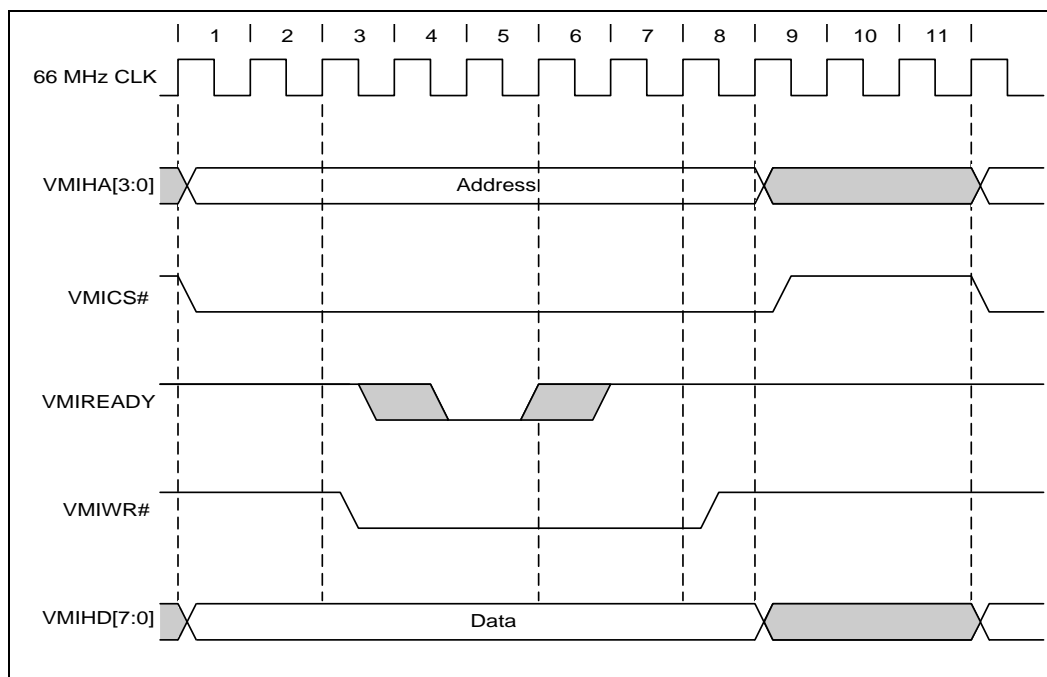 1 2 3 4 5 6 7 8 9 10 11
66 MHz CLK
VMIHA[3:0] Address
VMICS#
VMIREADY
VMIWR#
VMIHD[7:0] Data